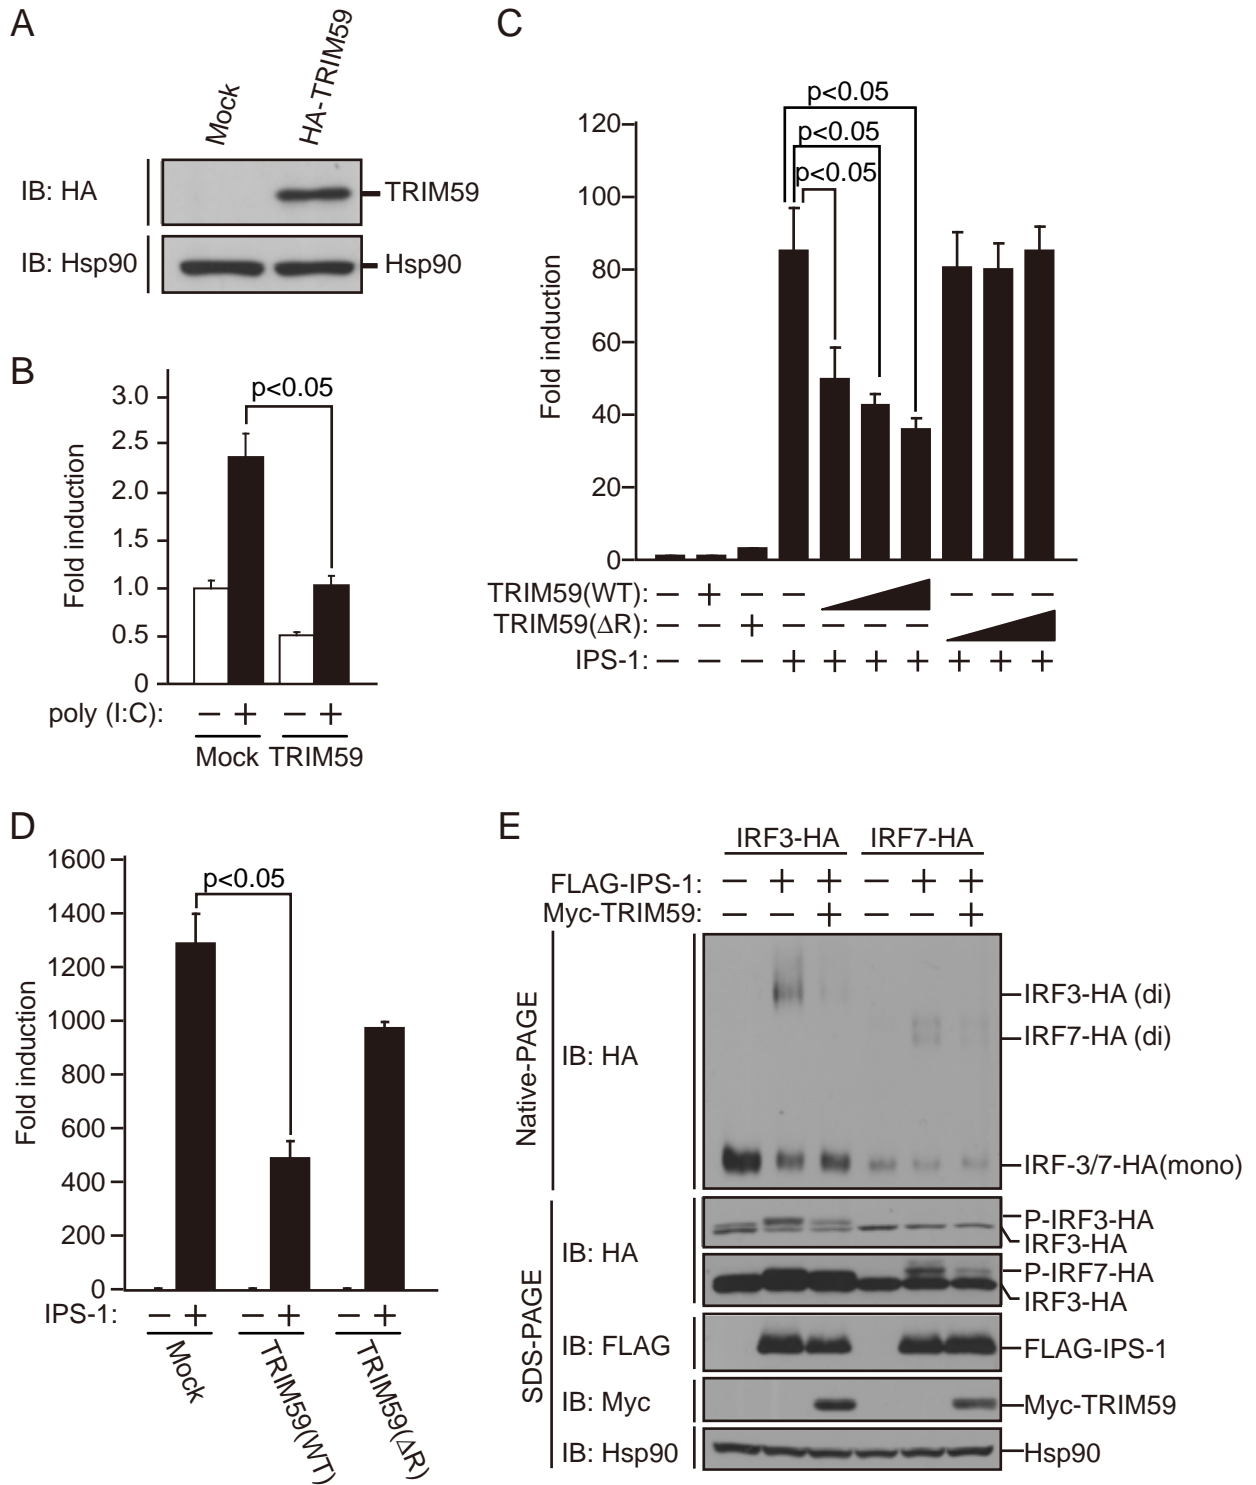 A
Mock
HA-TRIM59
IB: HA
TRIM59
IB: Hsp90
Hsp90
B
Fold induction
3.0
2.5
2.0
1.5
1.0
0.5
0
p<0.05
poly (I:C): − + − +
Mock TRIM59
C
Fold induction
120
100
80
60
40
20
0
p<0.05
p<0.05
p<0.05
TRIM59(WT): − + − − − − −
TRIM59(ΔR): − − + − − − −
IPS-1: − − − + + + + + + +
D
Fold induction
1600
1400
1200
1000
800
600
400
200
0
p<0.05
IPS-1: − + − + − +
Mock
TRIM59(WT)
TRIM59(ΔR)
E
IRF3-HA IRF7-HA
FLAG-IPS-1: − + + − + +
Myc-TRIM59: − − + − − +
Native-PAGE
IB: HA
IRF3-HA (di)
IRF7-HA (di)
IRF-3/7-HA(mono)
SDS-PAGE
IB: HA
P-IRF3-HA
IRF3-HA
P-IRF7-HA
IRF3-HA
IB: FLAG
FLAG-IPS-1
IB: Myc
Myc-TRIM59
IB: Hsp90
Hsp90